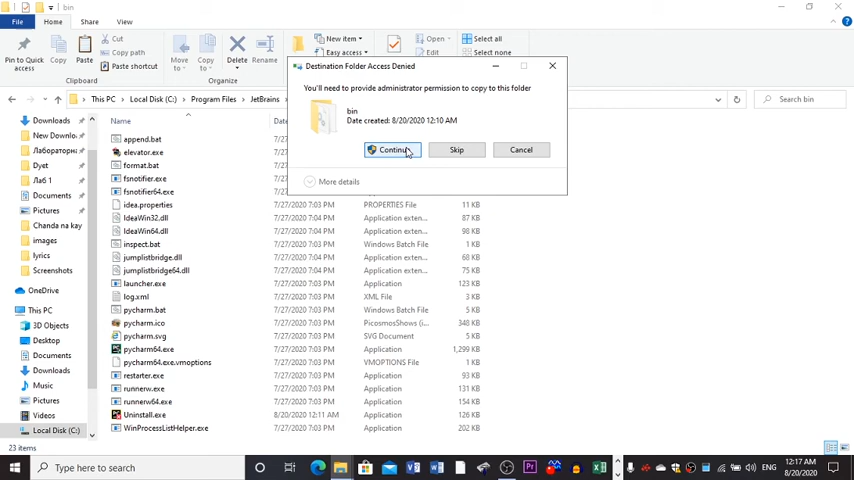 bin
File
Home
Share
View
Pin to Quick access
Copy
Paste
Cut
Copy path
Paste shortcut
Clipboard
Move to
Copy to
Delete
Rename
Organize
New item
Easy access
Open
Edit
Select all
Select none
Destination Folder Access Denied
You'll need to provide administrator permission to copy to this folder
bin
Date created: 8/20/2020 12:10 AM
Continue
Skip
Cancel
More details
This PC
Local Disk (C:)
Program Files
JetBrains
Search bin
Downloads
New Downlo
Лабораторн
Dyet
Лаб 1
Documents
Pictures
Chanda na kay
images
lyrics
Screenshots
OneDrive
This PC
3D Objects
Desktop
Documents
Downloads
Music
Pictures
Videos
Local Disk (C:)
Name
append.bat
elevator.exe
format.bat
fsnotifier.exe
fsnotifier64.exe
idea.properties 7/27/2020 7:03 PM PROPERTIES File 11 KB
IdeaWin32.dll 7/27/2020 7:04 PM Application exten... 87 KB
IdeaWin64.dll 7/27/2020 7:04 PM Application exten... 98 KB
inspect.bat 7/27/2020 7:03 PM Windows Batch File 1 KB
jumplistbridge.dll 7/27/2020 7:04 PM Application exten... 68 KB
jumplistbridge64.dll 7/27/2020 7:04 PM Application exten... 75 KB
launcher.exe 7/27/2020 7:03 PM Application 123 KB
log.xml 7/27/2020 7:03 PM XML File 3 KB
pycharm.bat 7/27/2020 7:03 PM Windows Batch File 5 KB
pycharm.ico 7/27/2020 7:03 PM PicosmosShows (i... 348 KB
pycharm.svg 7/27/2020 7:03 PM SVG Document 5 KB
pycharm64.exe 7/27/2020 7:03 PM Application 1,299 KB
pycharm64.exe.vmoptions 7/27/2020 7:03 PM VMOPTIONS File 1 KB
restarter.exe 7/27/2020 7:03 PM Application 93 KB
runnerw.exe 7/27/2020 7:03 PM Application 131 KB
runnerw64.exe 7/27/2020 7:03 PM Application 154 KB
Uninstall.exe 8/20/2020 12:11 AM Application 126 KB
WinProcessListHelper.exe 7/27/2020 7:03 PM Application 202 KB
23 items
Type here to search
ENG
12:17 AM
8/20/2020